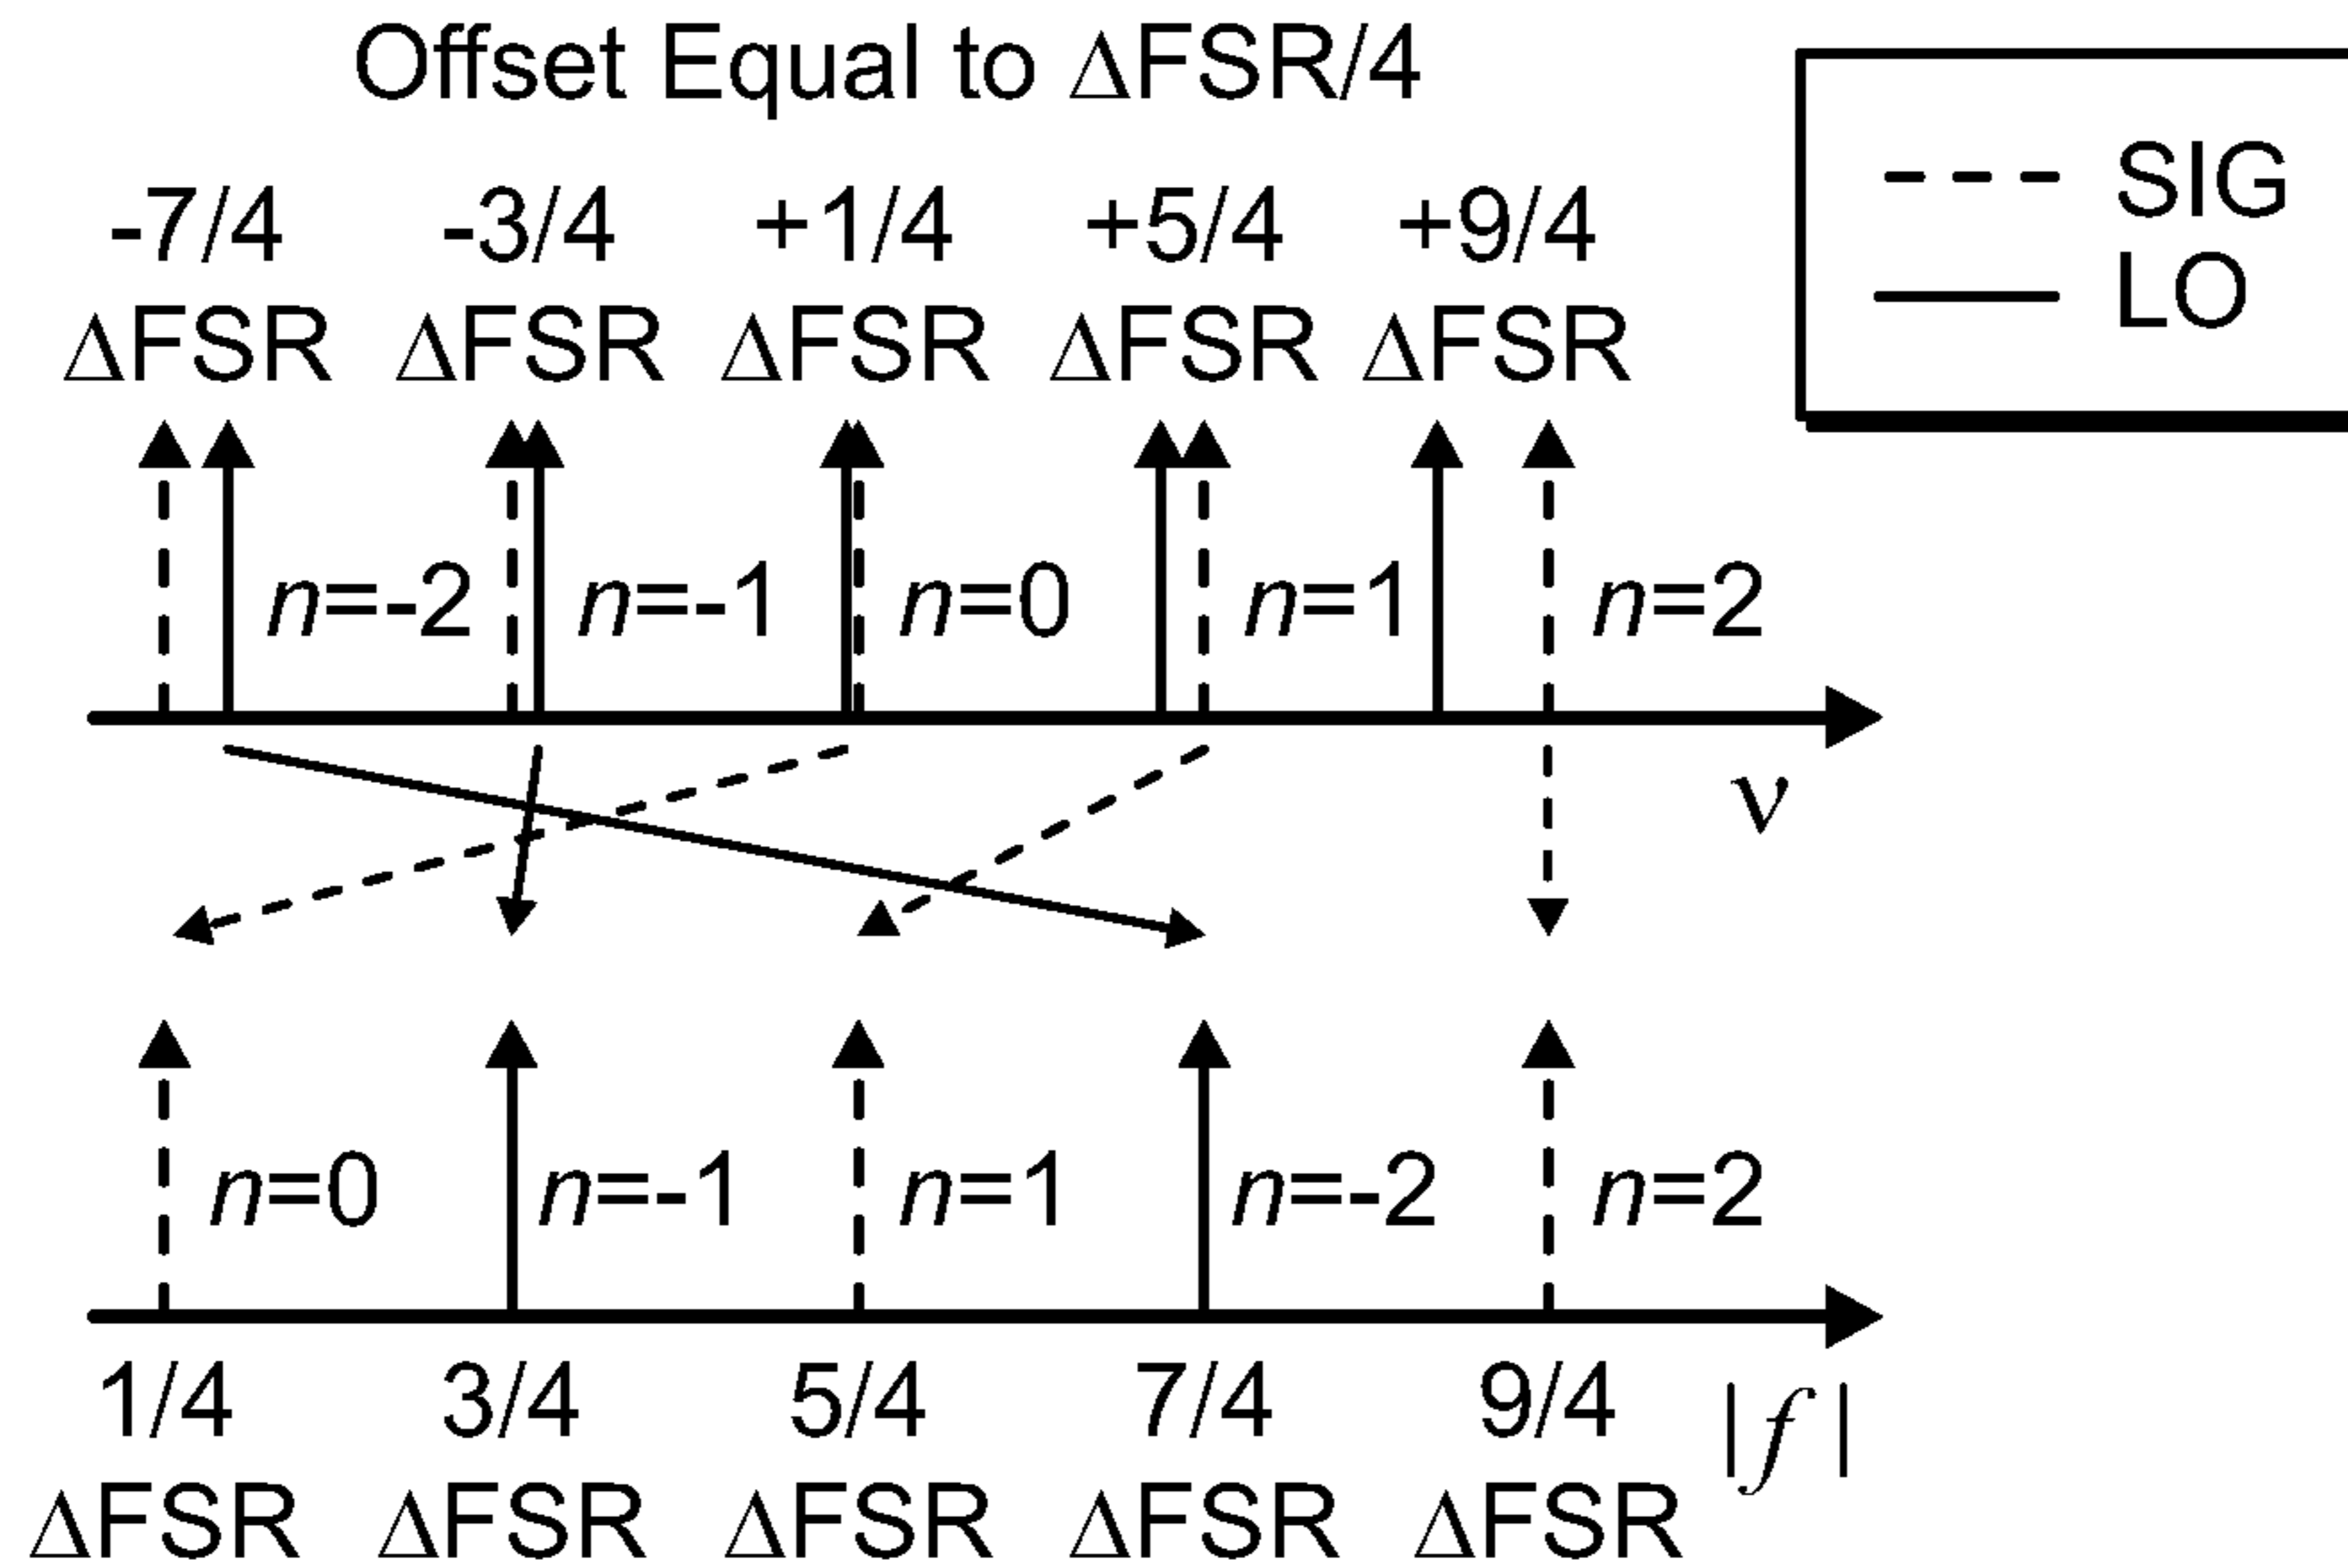 Offset Equal to ΔFSR/4
SIG
LO
-7/4 -3/4 +1/4 +5/4 +9/4
ΔFSR ΔFSR ΔFSR ΔFSR ΔFSR
n=-2 n=-1 n=0 n=1 n=2
ν
n=0 n=-1 n=1 n=-2 n=2
1/4 3/4 5/4 7/4 9/4 |f|
ΔFSR ΔFSR ΔFSR ΔFSR ΔFSR